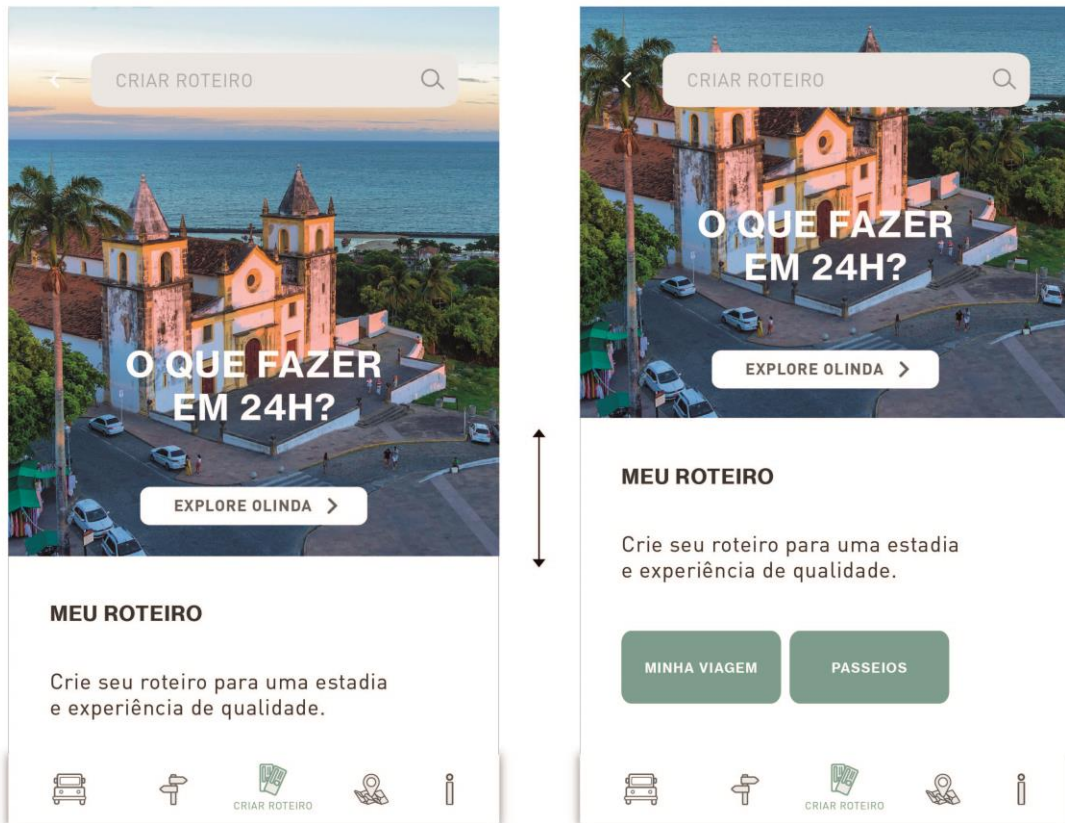 CRIAR ROTEIRO
O QUE FAZER
EM 24H?
EXPLORE OLINDA
MEU ROTEIRO
Crie seu roteiro para uma estadia
e experiência de qualidade.
CRIAR ROTEIRO
CRIAR ROTEIRO
O QUE FAZER
EM 24H?
EXPLORE OLINDA
MEU ROTEIRO
Crie seu roteiro para uma estadia
e experiência de qualidade.
MINHA VIAGEM
PASSEIOS
CRIAR ROTEIRO